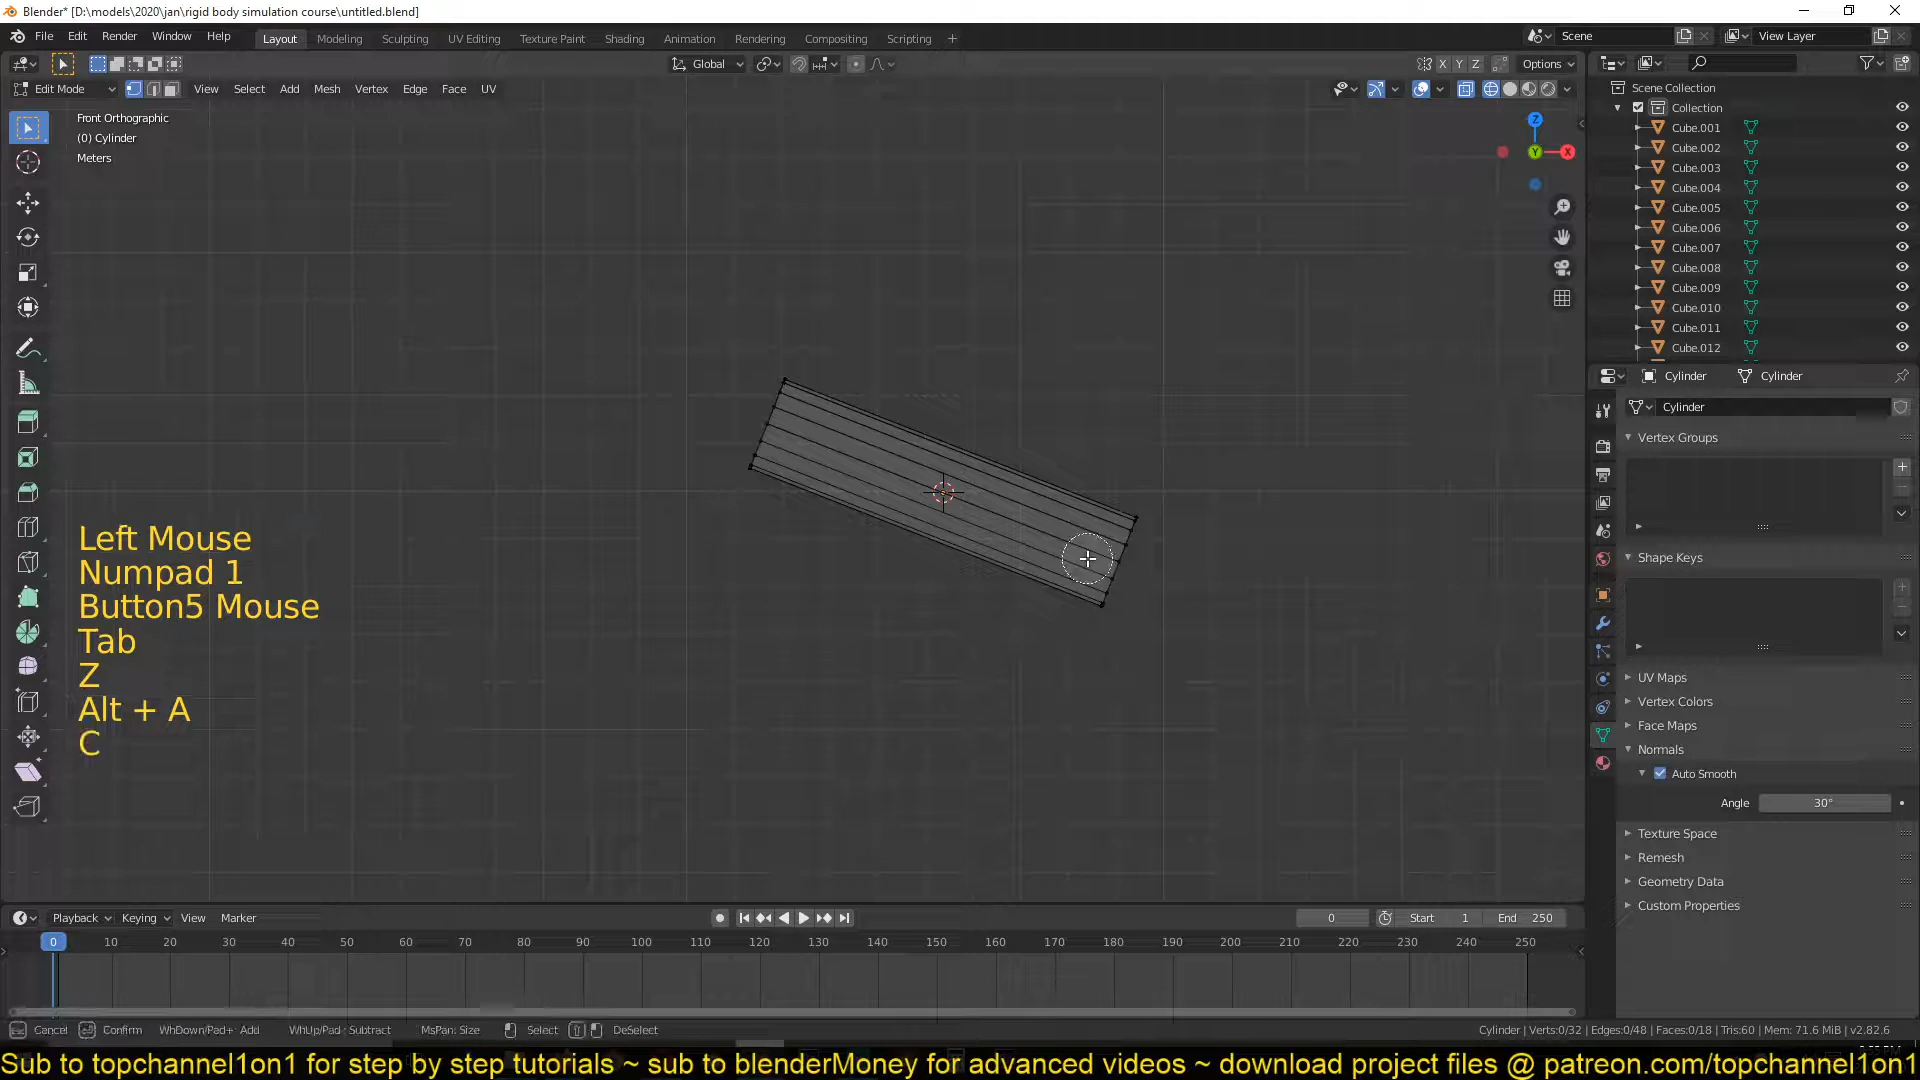 Blender* [D:\models\2020\jan\rigid body simulation course\untitled.blend]
File Edit Render Window Help Layout Modeling Sculpting UV Editing Texture Paint Shading Animation Rendering Compositing Scripting + Scene View Layer
Global X Y Z Options
Edit Mode View Select Add Mesh Vertex Edge Face UV
Front Orthographic
(0) Cylinder
Meters
Z
Y
X
Scene Collection
Collection
Cube.001
Cube.002
Cube.003
Cube.004
Cube.005
Cube.006
Cube.007
Cube.008
Cube.009
Cube.010
Cube.011
Cube.012
Cylinder Cylinder
Cylinder
Vertex Groups
Shape Keys
UV Maps
Vertex Colors
Face Maps
Normals
Auto Smooth
Angle 30°
Texture Space
Remesh
Geometry Data
Custom Properties
Left Mouse
Numpad 1
Button5 Mouse
Tab
Z
Alt + A
C
Playback Keying View Marker 0 Start 1 End 250
0 10 20 30 40 50 60 70 80 90 100 110 120 130 140 150 160 170 180 190 200 210 220 230 240 250
Cancel Confirm WhDown/Pad+: Add WhUp/Pad-: Subtract MsPan: Size Select DeSelect Cylinder | Verts:0/32 | Edges:0/48 | Faces:0/18 | Tris:60 | Mem: 71.6 MiB | v2.82.6
Sub to topchannel1on1 for step by step tutorials ~ sub to blenderMoney for advanced videos ~ download project files @ patreon.com/topchannel1on1